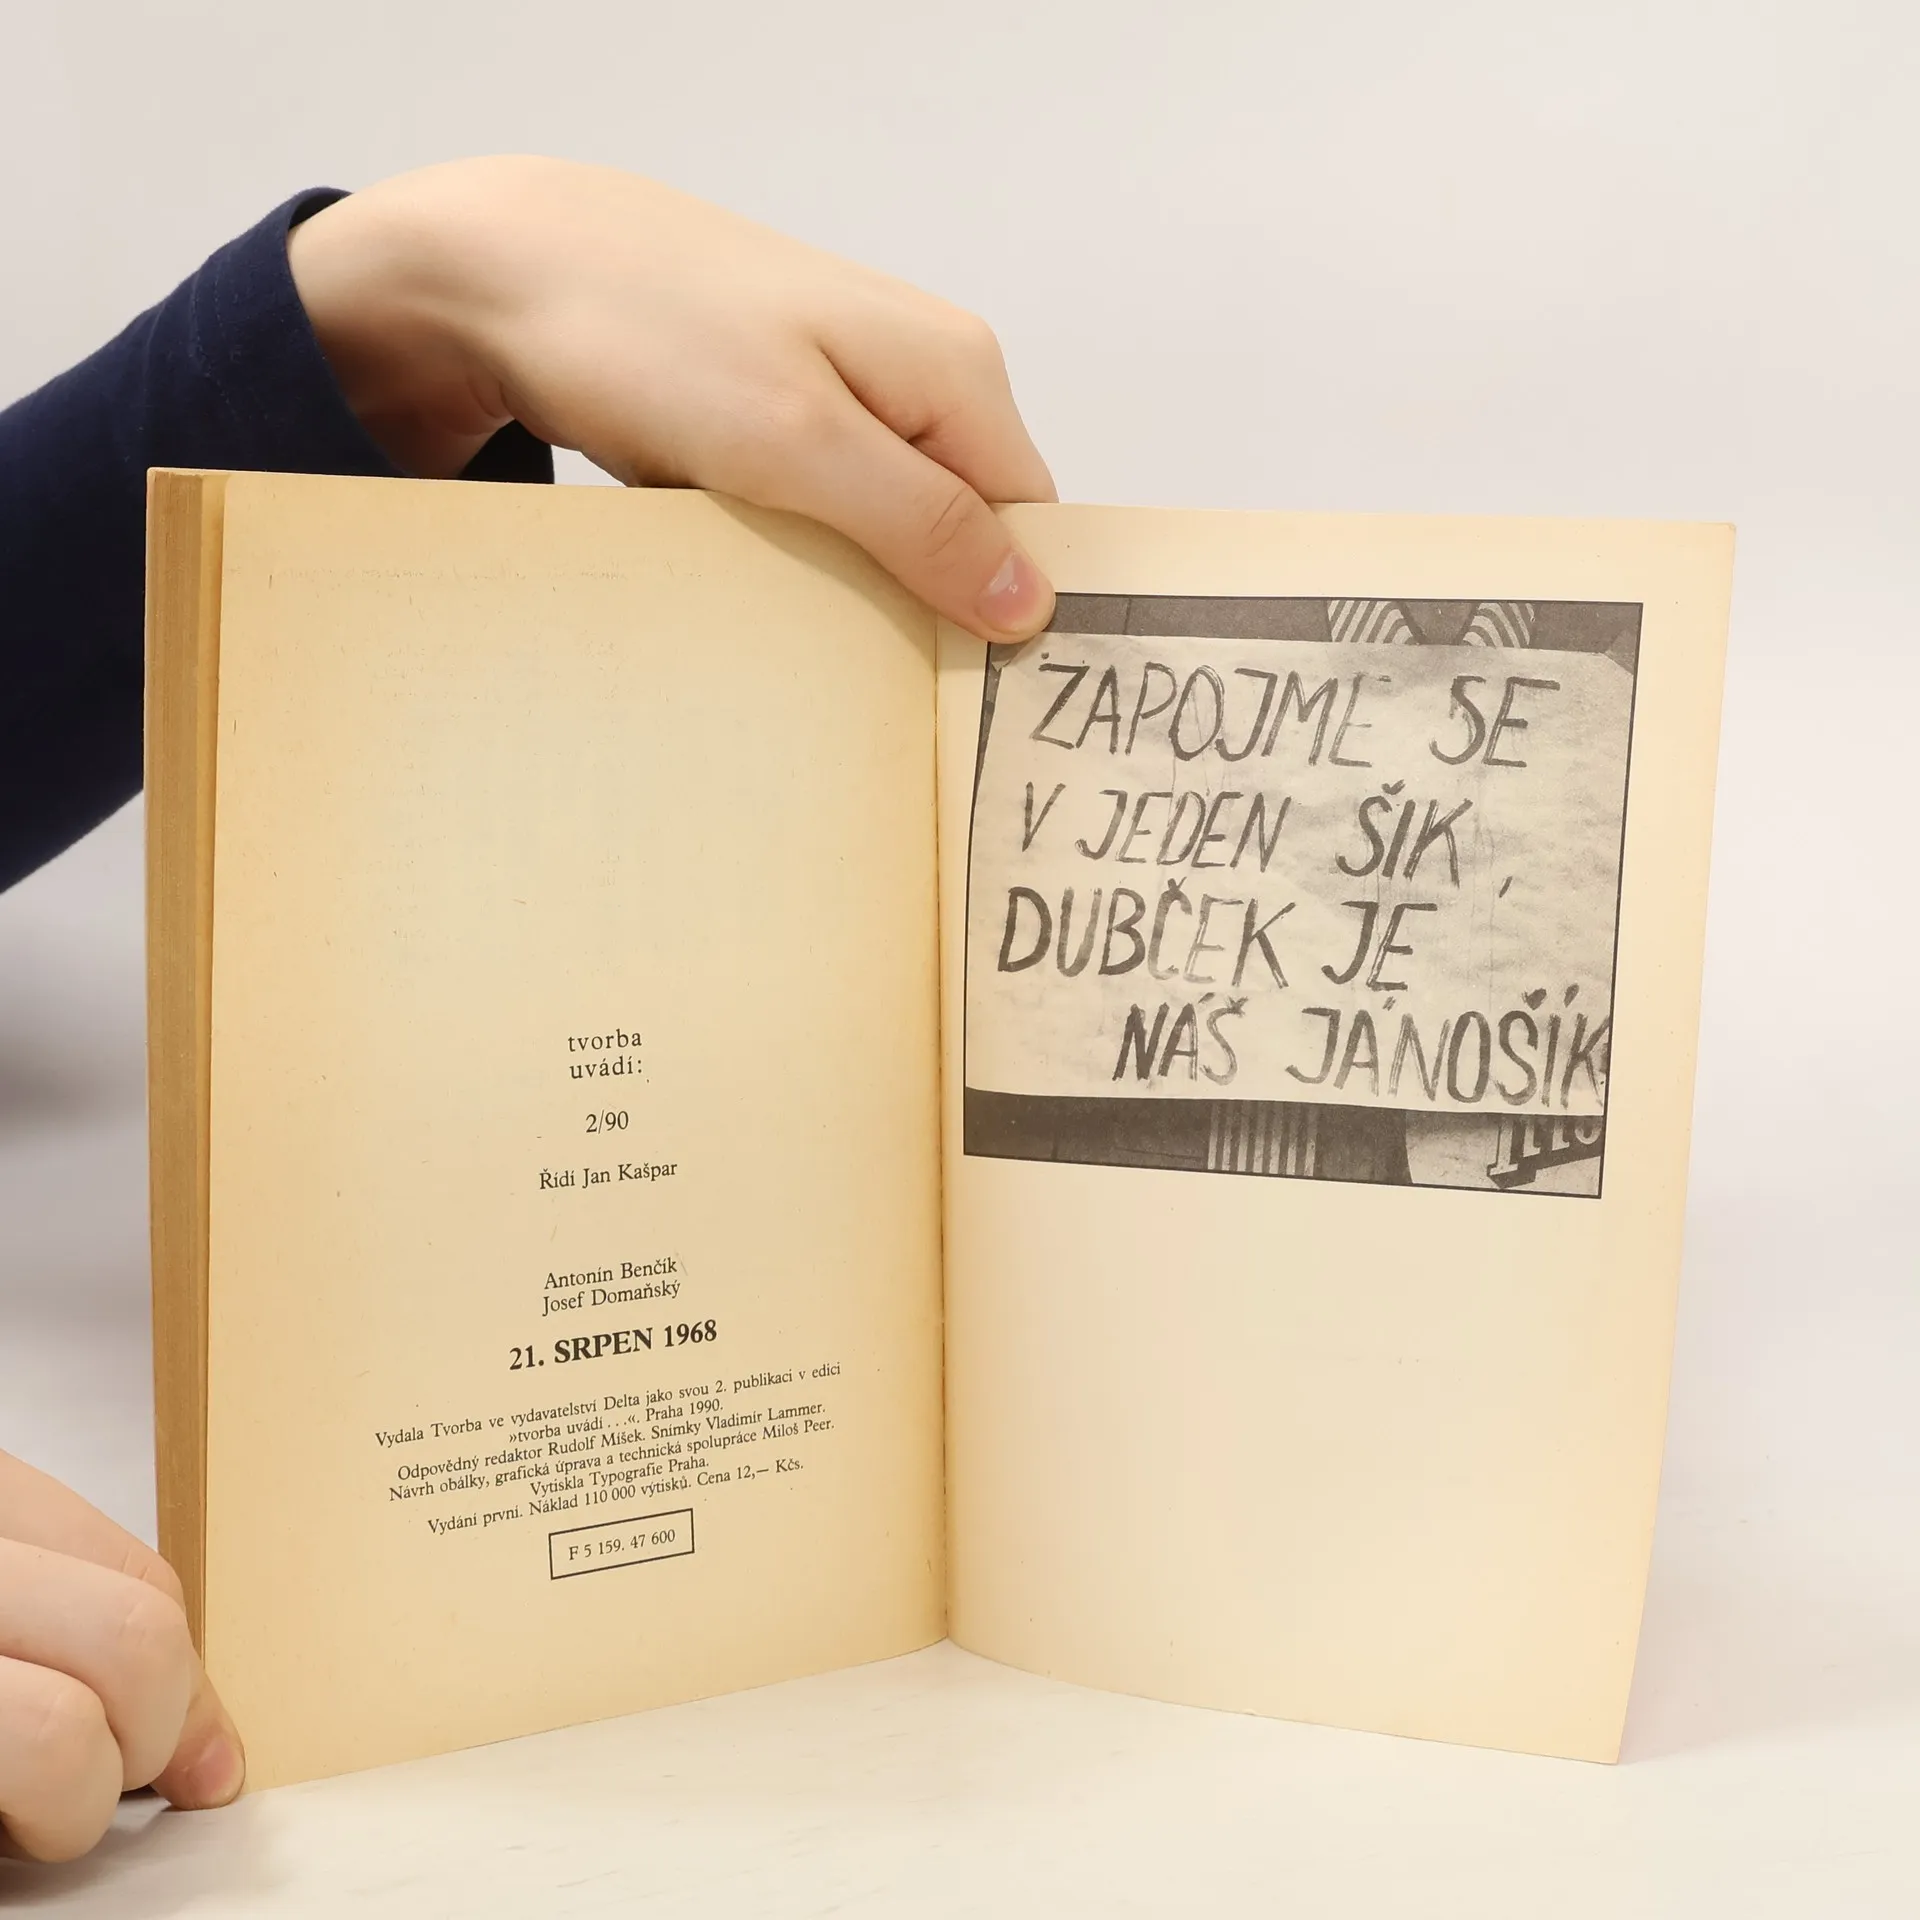 tvorba
uvádí:
2/90
Řídí Jan Kašpar
Antonín Benčík
Josef Domaňský
21. SRPEN 1968
Vydala Tvorba ve vydavatelství Delta jako svou 2. publikaci v edici
»tvorba uvádí . . .«. Praha 1990.
Odpovědný redaktor Rudolf Míšek. Snímky Vladimír Lammer.
Návrh obálky, grafická úprava a technická spolupráce Miloš Peer.
Vytiskla Typografie Praha.
Vydání první. Náklad 110 000 výtisků. Cena 12,— Kčs.
F 5 159. 47 600
ZAPOJME SE
V JEDEN ŠIK,
DUBČEK JE
NÁŠ JÁNOŠÍK